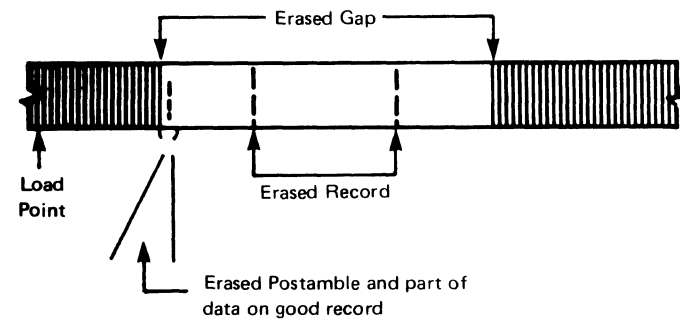 Erased Gap
Load
Point
Erased Record
Erased Postamble and part of
data on good record